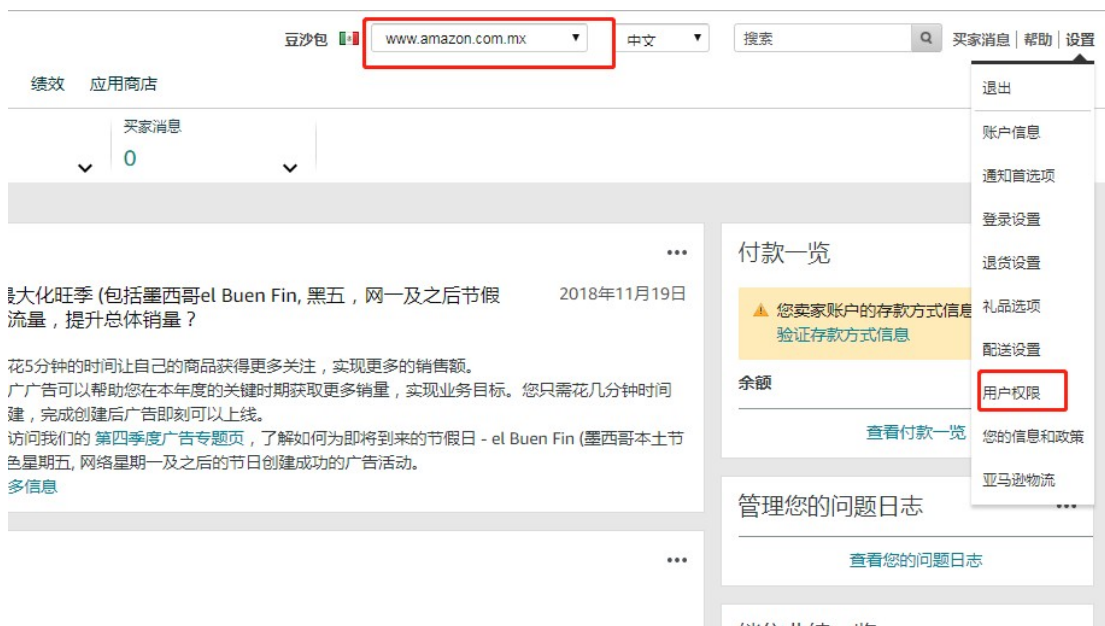 豆沙包 www.amazon.com.mx 中文 搜索 买家消息 | 帮助 | 设置
绩效 应用商店
退出
账户信息
通知首选项
登录设置
退货设置
礼品选项
配送设置
用户权限
您的信息和政策
亚马逊物流
买家消息
0
最大化旺季 (包括墨西哥el Buen Fin, 黑五，网一及之后节假
流量，提升总体销量？
2018年11月19日
花5分钟的时间让自己的商品获得更多关注，实现更多的销售额。
广广告可以帮助您在本年度的关键时期获取更多销量，实现业务目标。您只需花几分钟时间
建，完成创建后广告即刻可以上线。
访问我们的 第四季度广告专题页，了解如何为即将到来的节假日 - el Buen Fin (墨西哥本土节
色星期五, 网络星期一及之后的节日创建成功的广告活动。
多信息
付款一览
您卖家账户的存款方式信息
验证存款方式信息
余额
查看付款一览
管理您的问题日志
查看您的问题日志